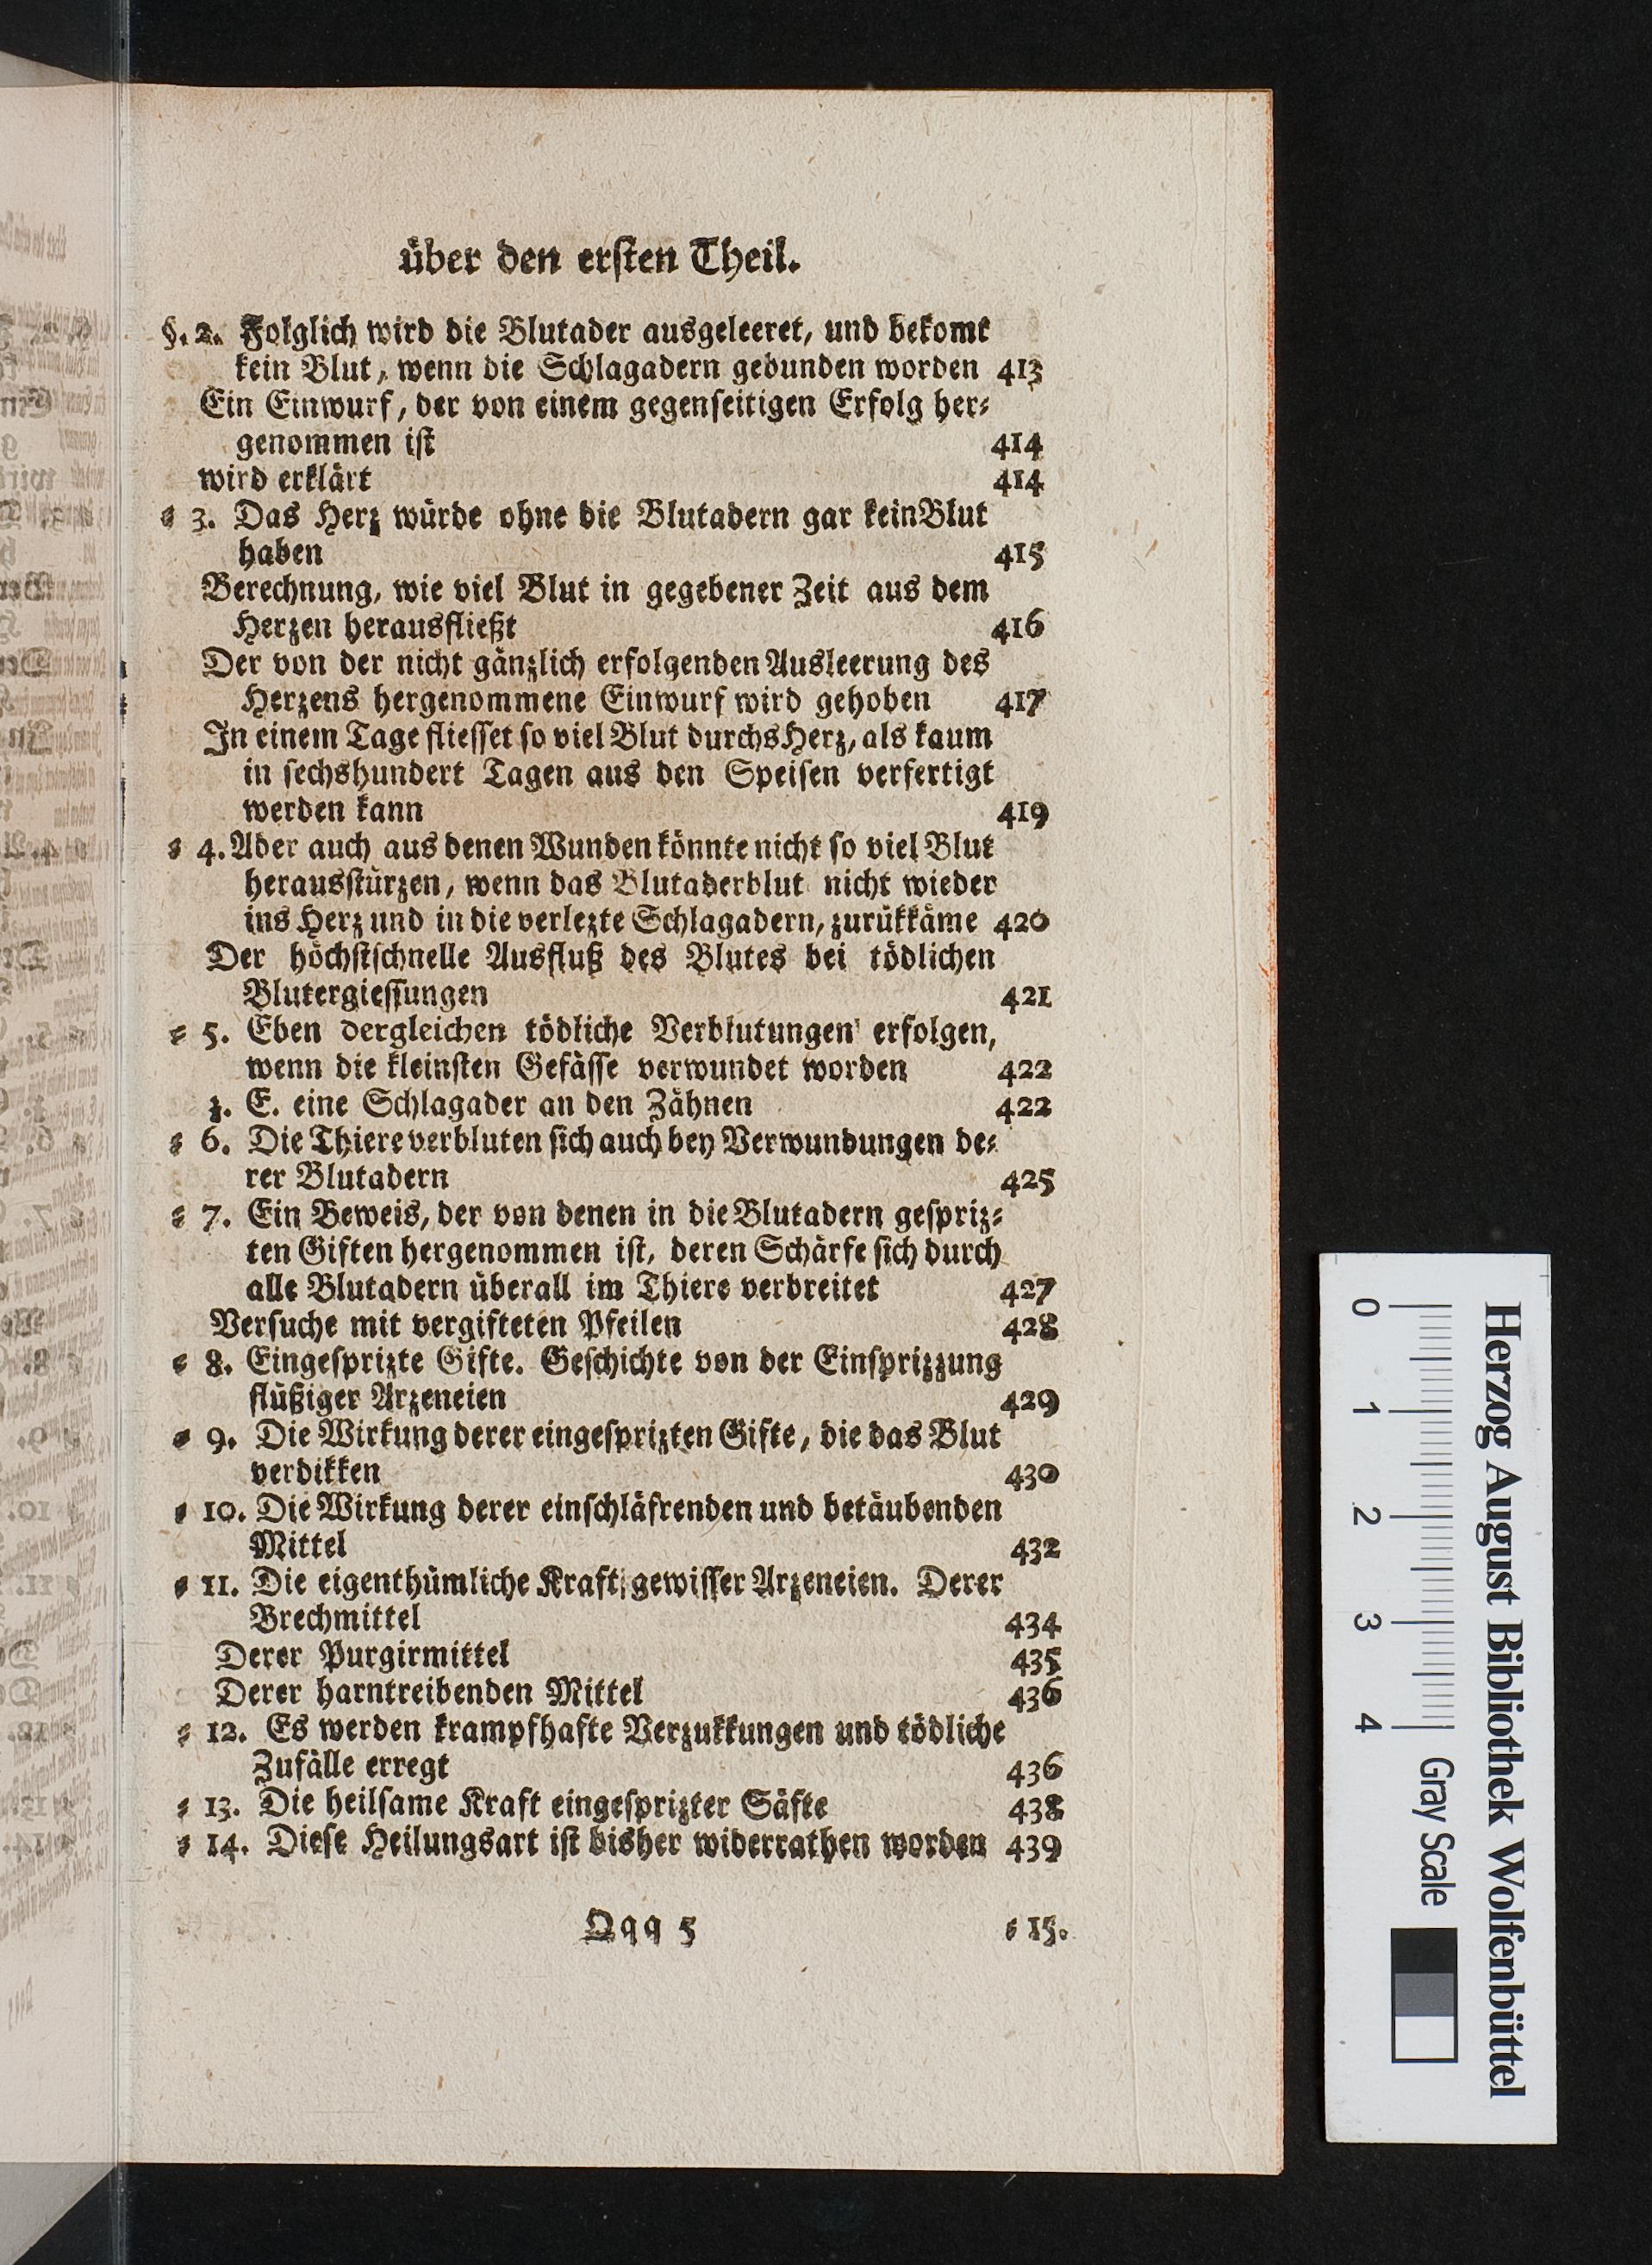 über den ersten Theil.
§. 2. Folglich wird die Blutader ausgeleeret, und bekomt
kein Blut, wenn die Schlagadern gebunden worden 413
Ein Einwurf, der von einem gegenseitigen Erfolg her⸗
genommen ist 414
wird erklärt 414
⸗ 3. Das Herz würde ohne die Blutadern gar kein Blut
haben 415
Berechnung, wie viel Blut in gegebener Zeit aus dem
Herzen herausfließt 416
Der von der nicht gänzlich erfolgenden Ausleerung des
Herzens hergenommene Einwurf wird gehoben 417
In einem Tage fliesset so viel Blut durchs Herz, als kaum
in sechshundert Tagen aus den Speisen verfertigt
werden kann 419
⸗ 4. Aber auch aus denen Wunden könnte nicht so viel Blut
herausstürzen, wenn das Blutaderblut nicht wieder
ins Herz und in die verlezte Schlagadern, zurükkäme 420
Der höchstschnelle Ausfluß des Blutes bei tödlichen
Blutergiessungen 421
⸗ 5. Eben dergleichen tödliche Verblutungen erfolgen,
wenn die kleinsten Gefässe verwundet worden 422
z. E. eine Schlagader an den Zähnen 422
⸗ 6. Die Thiere verbluten sich auch bey Verwundungen de⸗
rer Blutadern 425
⸗ 7. Ein Beweis, der von denen in die Blutadern gespriz⸗
ten Giften hergenommen ist, deren Schärfe sich durch
alle Blutadern überall im Thiere verbreitet 427
Versuche mit vergifteten Pfeilen 428
⸗ 8. Eingesprizte Gifte. Geschichte von der Einsprizzung
flüßiger Arzeneien 429
⸗ 9. Die Wirkung derer eingesprizten Gifte, die das Blut
verdikken 430
⸗ 10. Die Wirkung derer einschläfrenden und betäubenden
Mittel 432
⸗ 11. Die eigenthümliche Kraft gewisser Arzeneien. Derer
Brechmittel 434
Derer Purgirmittel 435
Derer harntreibenden Mittel 436
⸗ 12. Es werden krampfhafte Verzukkungen und tödliche
Zufälle erregt 436
⸗ 13. Die heilsame Kraft eingesprizter Säfte 438
⸗ 14. Diese Heilungsart ist bisher widerrathen worden 439
Qqq 5 ⸗ 15.
Herzog August Bibliothek Wolfenbüttel
0 1 2 3 4 Gray Scale